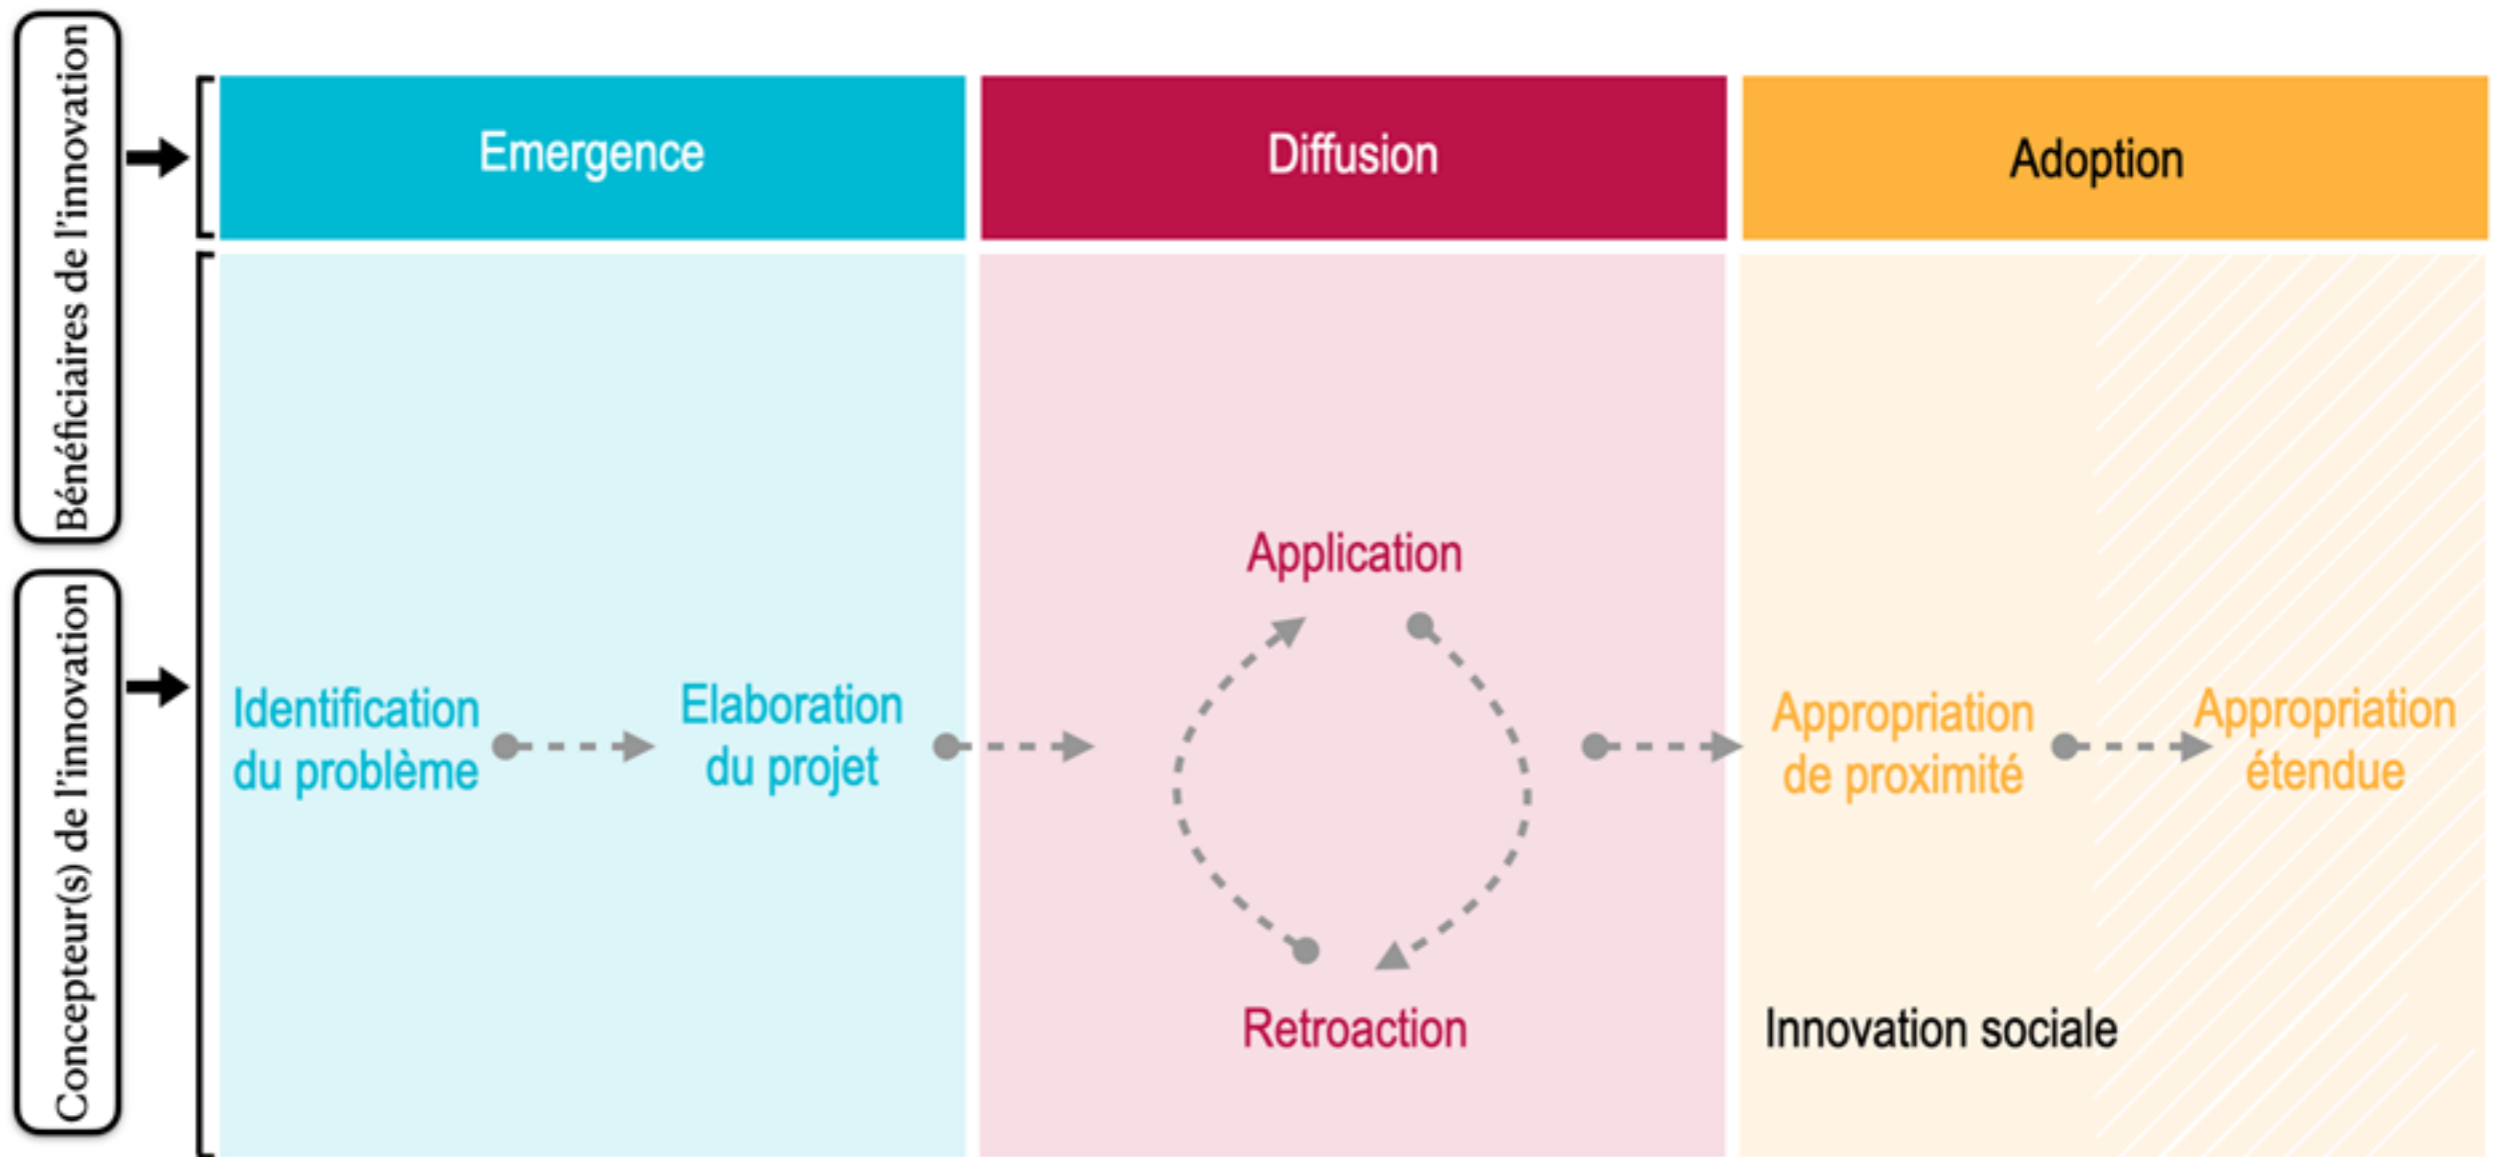 Bénéficiaires de l'innovation
Emergence
Diffusion
Adoption
Concepteur(s) de l'innovation
Identification
du problème
Elaboration
du projet
Application
Retroaction
Appropriation
de proximité
Appropriation
étendue
Innovation sociale